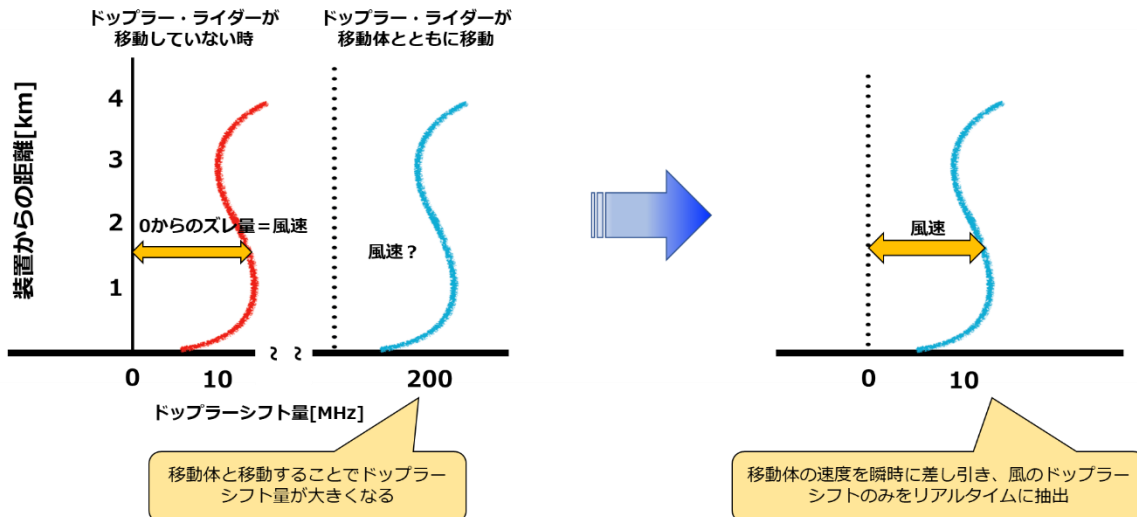 ドップラー・ライダーが
移動していない時
ドップラー・ライダーが
移動体とともに移動
装置からの距離[km]
4
3
2
1
0からのズレ量＝風速
風速？
風速
0
10
~ ~
200
0
10
ドップラーシフト量[MHz]
移動体と移動することでドップラー
シフト量が大きくなる
移動体の速度を瞬時に差し引き、風のドップラー
シフトのみをリアルタイムに抽出